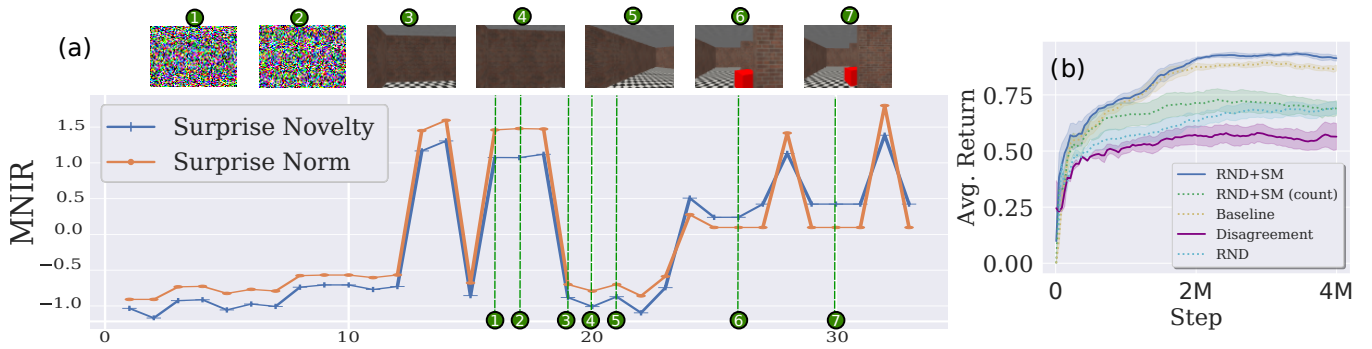 1 2 3 4 5 6 7
(a)
Surprise Novelty
Surprise Norm
MNIR
1.5
1.0
0.5
0.0
−0.5
−1.0
1 2 3 4 5 6 7
0 10 20 30
(b)
Avg. Return
0.75
0.50
0.25
0.00
RND+SM
RND+SM (count)
Baseline
Disagreement
RND
0 2M 4M
Step